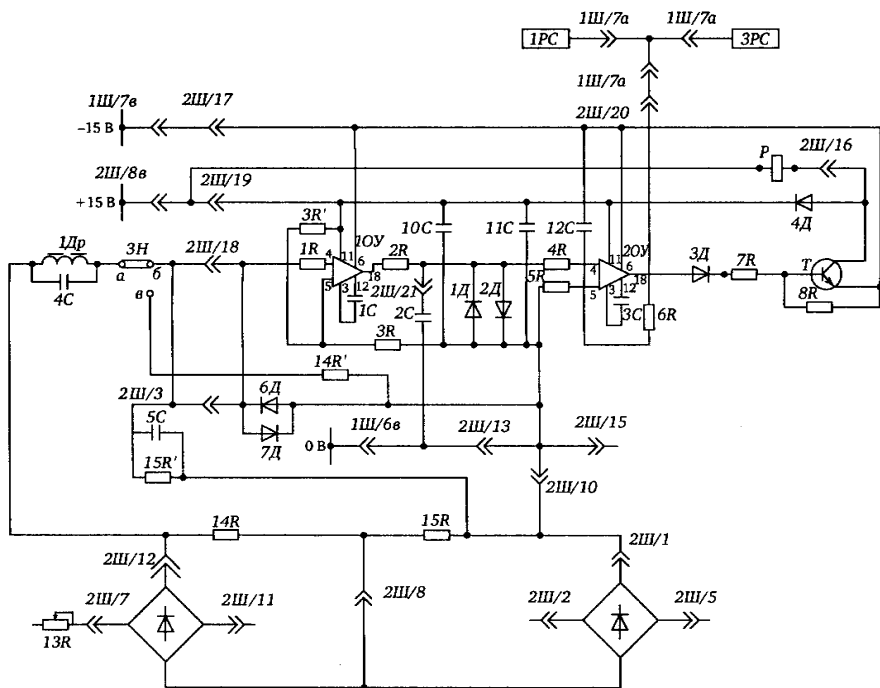 1Ш/7а 1Ш/7а
1РС 3РС
1Ш/7а
1Ш/7в 2Ш/17 2Ш/20
–15 В
2Ш/16
Р
2Ш/8в 2Ш/19
+15 В
4Д
3R' 10С 11С 12С
1Др 3Н 2Ш/18 1R 1ОУ 2R 4R 2ОУ 3Д 7R Т
4 11 6 18 5 3 12
4 11 6 18 5 3 12
а б
4С
в
2Ш/21 1Д 2Д 5R
1С 2С 3С 6R 8R
3R
14R'
2Ш/3 6Д
5С 7Д 1Ш/6в 2Ш/13 2Ш/15
0 В
15R'
2Ш/10
14R 15R
2Ш/12 2Ш/1
2Ш/7 2Ш/11 2Ш/8 2Ш/2 2Ш/5
13R